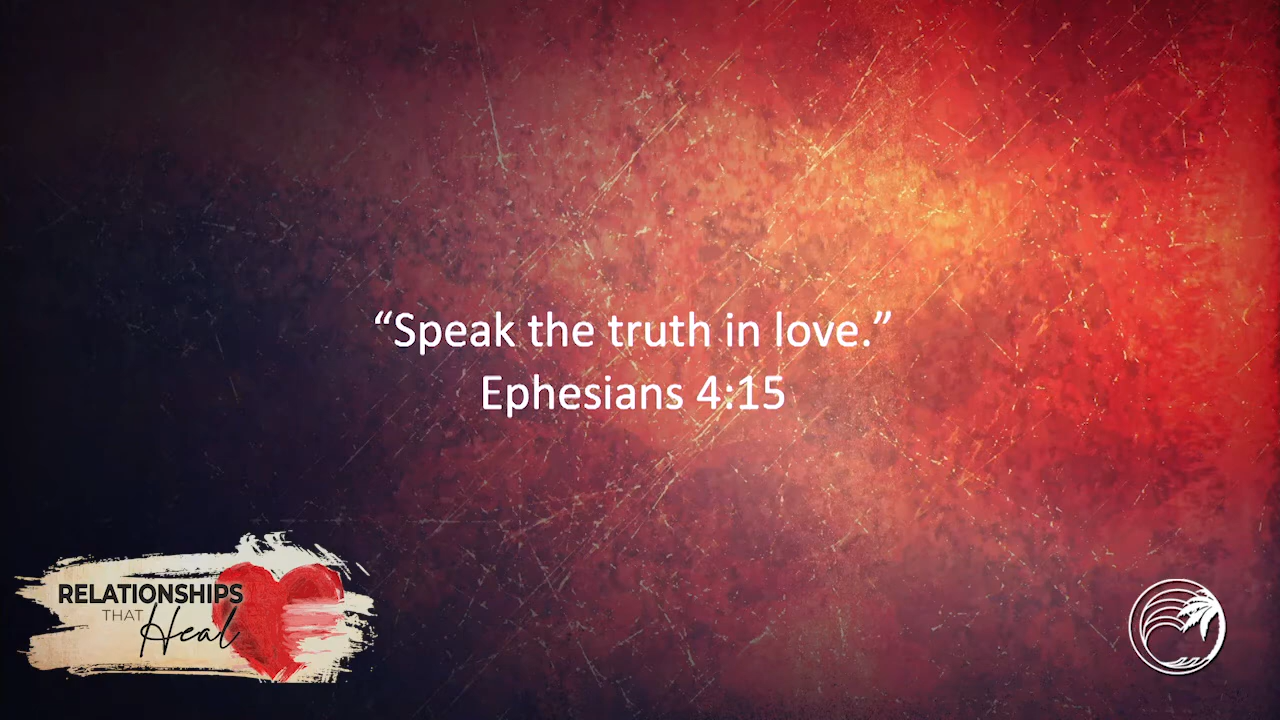 “Speak the truth in love.”
Ephesians 4:15
RELATIONSHIPS
THAT
Heal